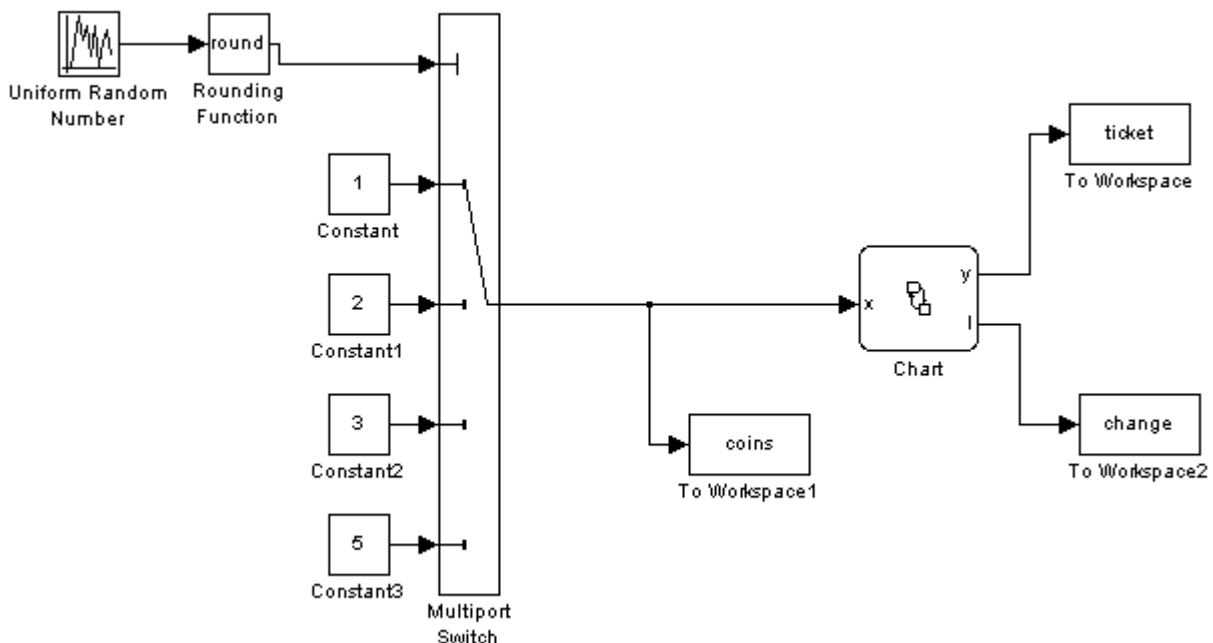 round
Uniform Random
Number
Rounding
Function
ticket
To Workspace
1
Constant
y
x
l
Chart
2
Constant1
3
Constant2
coins
To Workspace1
change
To Workspace2
5
Constant3
Multiport
Switch